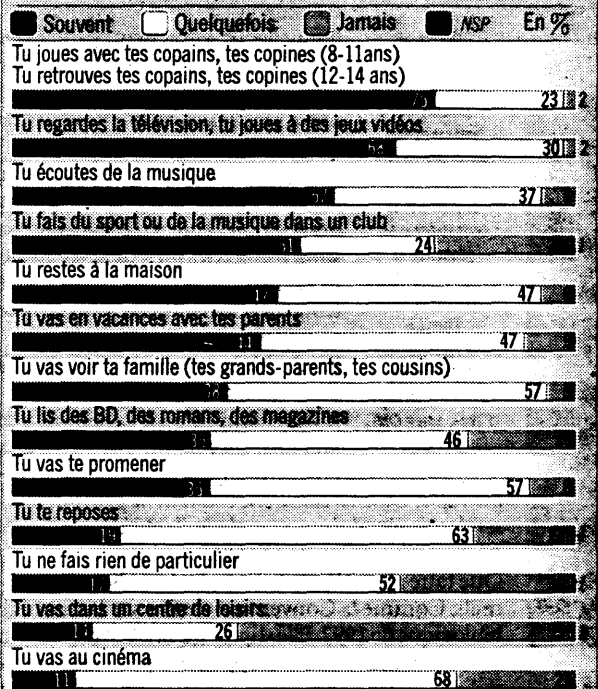 Souvent Quelquefois Jamais NSP En %
Tu joues avec tes copains, tes copines (8-11ans)
Tu retrouves tes copains, tes copines (12-14 ans)
75 23 2
Tu regardes la télévision, tu joues à des jeux vidéos
68 30 2
Tu écoutes de la musique
57 37
Tu fais du sport ou de la musique dans un club
51 24
Tu restes à la maison
47
Tu vas en vacances avec tes parents
47
Tu vas voir ta famille (tes grands-parents, tes cousins)
57
Tu lis des BD, des romans, des magazines
46
Tu vas te promener
57
Tu te reposes
63
Tu ne fais rien de particulier
52
Tu vas dans un centre de loisirs
26
Tu vas au cinéma
11 68